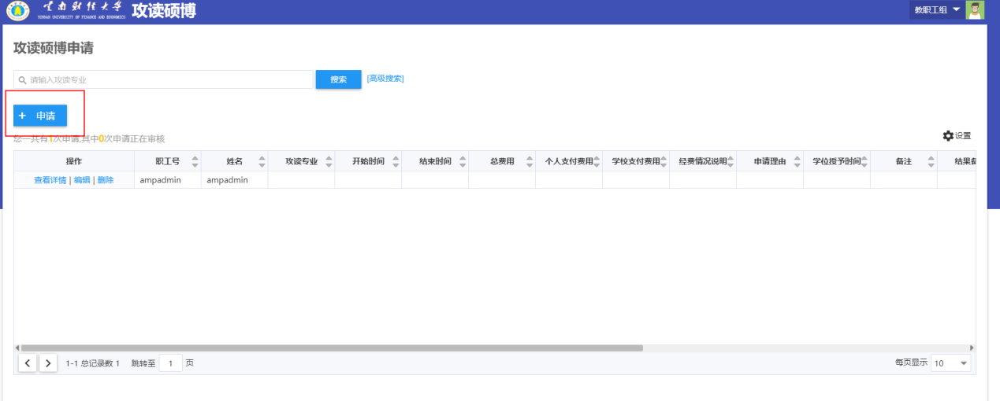 云南财经大学 攻读硕博 教职工组
YUNNAN UNIVERSITY OF FINANCE AND ECONOMICS
攻读硕博申请
请输入攻读专业 搜索 [高级搜索]
+ 申请
您一共有1次申请,其中0次申请正在审核 设置
操作 职工号 姓名 攻读专业 开始时间 结束时间 总费用 个人支付费用 学校支付费用 经费情况说明 申请理由 学位授予时间 备注 结果备
查看详情 | 编辑 | 删除 ampadmin ampadmin
1-1 总记录数 1 跳转至 1 页 每页显示 10